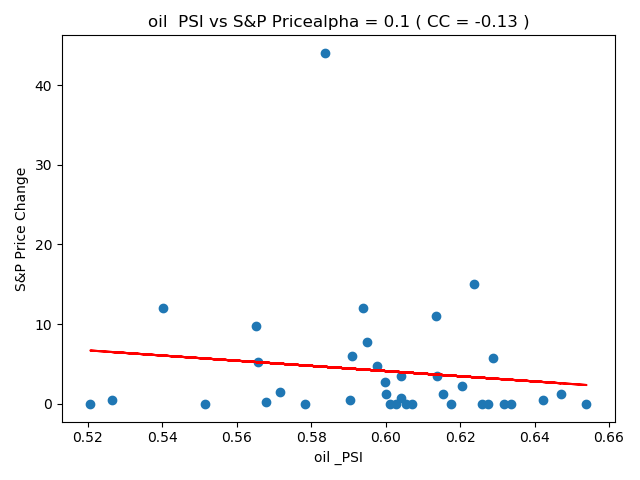 oil  PSI vs S&P Pricealpha = 0.1 ( CC = -0.13 )
40
30
20
10
0
S&P Price Change
0.52 0.54 0.56 0.58 0.60 0.62 0.64 0.66
oil _PSI